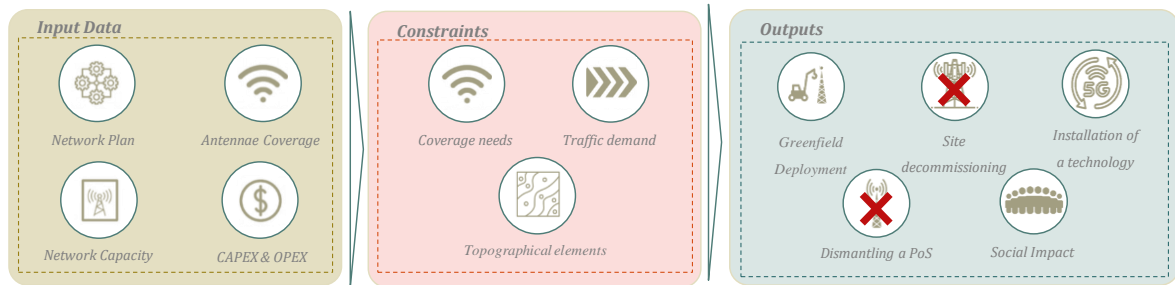 Input Data
Network Plan
Antennae Coverage
Network Capacity
CAPEX & OPEX
Constraints
Coverage needs
Traffic demand
Topographical elements
Outputs
Greenfield
Deployment
Site
decommissioning
5G
Installation of
a technology
Dismantling a PoS
Social Impact